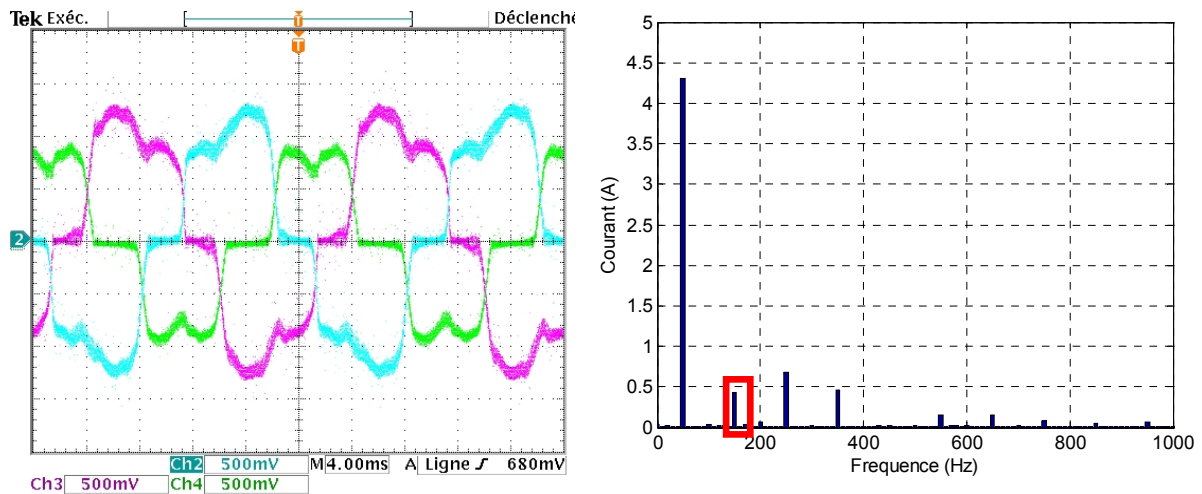 Tek Exéc. Déclenché
T
T
2
Ch2 500mV M 4.00ms A Ligne ʃ 680mV
Ch3 500mV Ch4 500mV
5
4.5
4
3.5
3
2.5
2
1.5
1
0.5
0
Courant (A)
0 200 400 600 800 1000
Frequence (Hz)